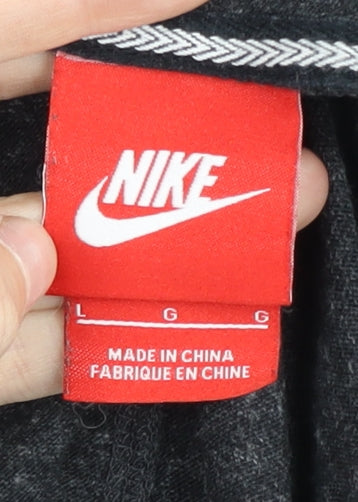 NIKE
L G G
MADE IN CHINA
FABRIQUE EN CHINE